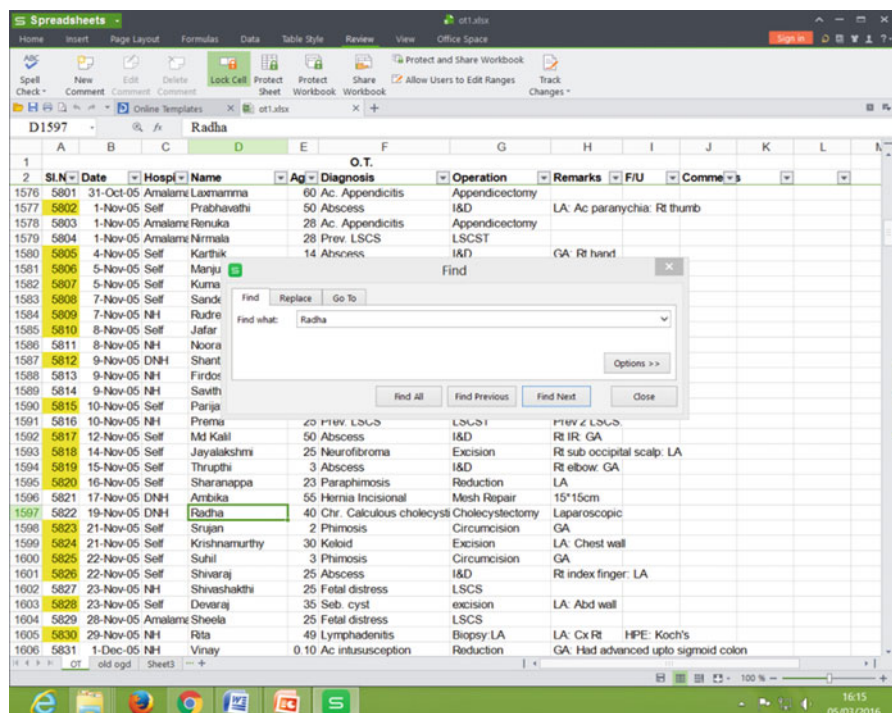 Spreadsheets ot1.xlsx
Home Insert Page Layout Formulas Data Table Style Review View Office Space Sign in
Spell Check New Comment Edit Comment Delete Comment Lock Cell Protect Sheet Protect Workbook Share Workbook Protect and Share Workbook Allow Users to Edit Ranges Track Changes
Online Templates ot1.xlsx
D1597 fx Radha
A B C D E F G H I J K L
1 O.T.
2 Sl.N Date Hospi Name Ag Diagnosis Operation Remarks F/U Comme s
1576 5801 31-Oct-05 Amalama Laxmamma 60 Ac. Appendicitis Appendicectomy
1577 5802 1-Nov-05 Self Prabhavathi 50 Abscess I&D LA: Ac paranychia: Rt thumb
1578 5803 1-Nov-05 Amalama Renuka 28 Ac. Appendicitis Appendicectomy
1579 5804 1-Nov-05 Amalama Nirmala 28 Prev. LSCS LSCST
1580 5805 4-Nov-05 Self Karthik 14 Abscess I&D GA: Rt hand
1581 5806 5-Nov-05 Self Manju
1582 5807 5-Nov-05 Self Kuma
1583 5808 7-Nov-05 Self Sande
1584 5809 7-Nov-05 NH Rudre
1585 5810 8-Nov-05 Self Jafar
1586 5811 8-Nov-05 NH Noora
1587 5812 9-Nov-05 DNH Shant
1588 5813 9-Nov-05 NH Firdos
1589 5814 9-Nov-05 NH Savith
1590 5815 10-Nov-05 Self Parija
Find
Find Replace Go To
Find what: Radha
Options >>
Find All Find Previous Find Next Close
1591 5816 10-Nov-05 NH Prema 25 Prev. LSCS LSCST Prev 2 LSCS.
1592 5817 12-Nov-05 Self Md Kalil 50 Abscess I&D Rt IR: GA
1593 5818 14-Nov-05 Self Jayalakshmi 25 Neurofibroma Excision Rt sub occipital scalp: LA
1594 5819 15-Nov-05 Self Thrupthi 3 Abscess I&D Rt elbow: GA
1595 5820 16-Nov-05 Self Sharanappa 23 Paraphimosis Reduction LA
1596 5821 17-Nov-05 DNH Ambika 55 Hernia Incisional Mesh Repair 15*15cm
1597 5822 19-Nov-05 DNH Radha 40 Chr. Calculous cholecysti Cholecystectomy Laparoscopic
1598 5823 21-Nov-05 Self Srujan 2 Phimosis Circumcision GA
1599 5824 21-Nov-05 Self Krishnamurthy 30 Keloid Excision LA: Chest wall
1600 5825 22-Nov-05 Self Suhil 3 Phimosis Circumcision GA
1601 5826 22-Nov-05 Self Shivaraj 25 Abscess I&D Rt index finger: LA
1602 5827 23-Nov-05 NH Shivashakthi 25 Fetal distress LSCS
1603 5828 23-Nov-05 Self Devaraj 35 Seb. cyst excision LA: Abd wall
1604 5829 28-Nov-05 Amalama Sheela 25 Fetal distress LSCS
1605 5830 29-Nov-05 NH Rita 49 Lymphadenitis Biopsy:LA LA: Cx Rt HPE: Koch's
1606 5831 1-Dec-05 NH Vinay 0.10 Ac intususception Reduction GA: Had advanced upto sigmoid colon
OT old ogd Sheet3
100 %
16:15
05/03/2016